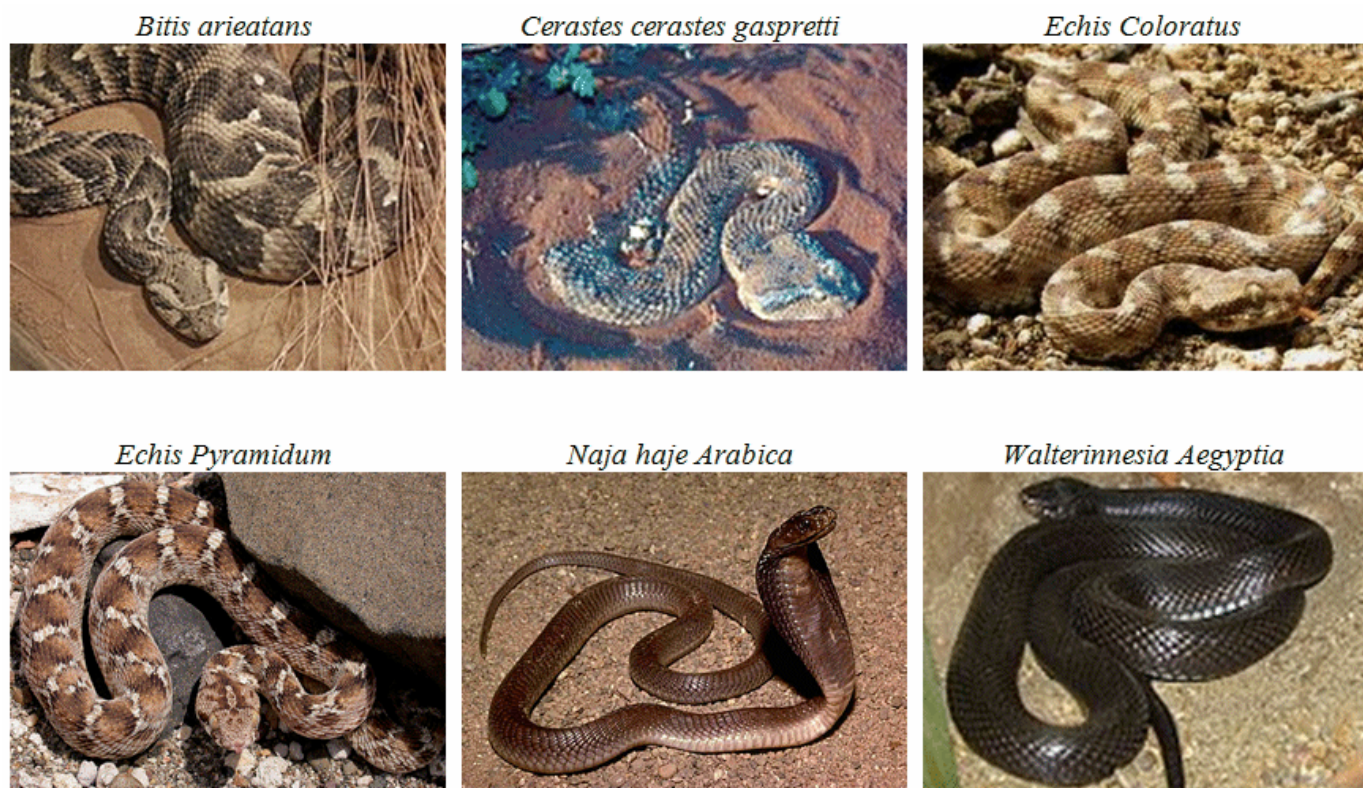 Bitis arieatans
Cerastes cerastes gaspretti
Echis Coloratus
Echis Pyramidum
Naja haje Arabica
Walterinnesia Aegyptia